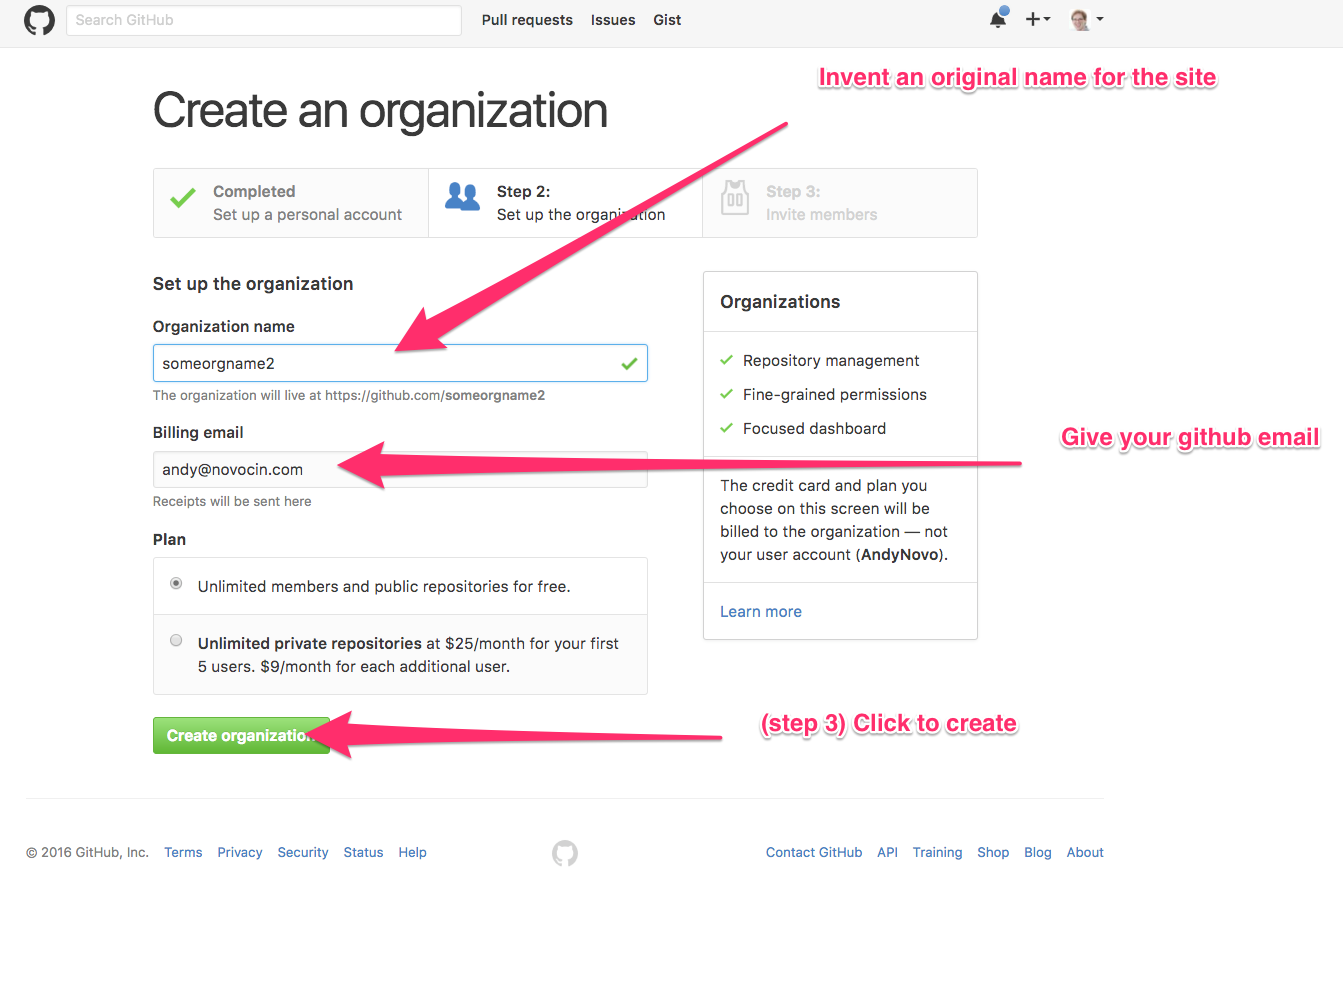 Search GitHub
Pull requests Issues Gist
Invent an original name for the site
Create an organization
Completed
Set up a personal account
Step 2:
Set up the organization
Step 3:
Invite members
Set up the organization
Organization name
someorgname2
The organization will live at https://github.com/someorgname2
Billing email
andy@novocin.com
Receipts will be sent here
Plan
Unlimited members and public repositories for free.
Unlimited private repositories at $25/month for your first
5 users. $9/month for each additional user.
Create organization
Organizations
Repository management
Fine-grained permissions
Focused dashboard
Give your github email
The credit card and plan you
choose on this screen will be
billed to the organization — not
your user account (AndyNovo).
Learn more
(step 3) Click to create
© 2016 GitHub, Inc. Terms Privacy Security Status Help
Contact GitHub API Training Shop Blog About